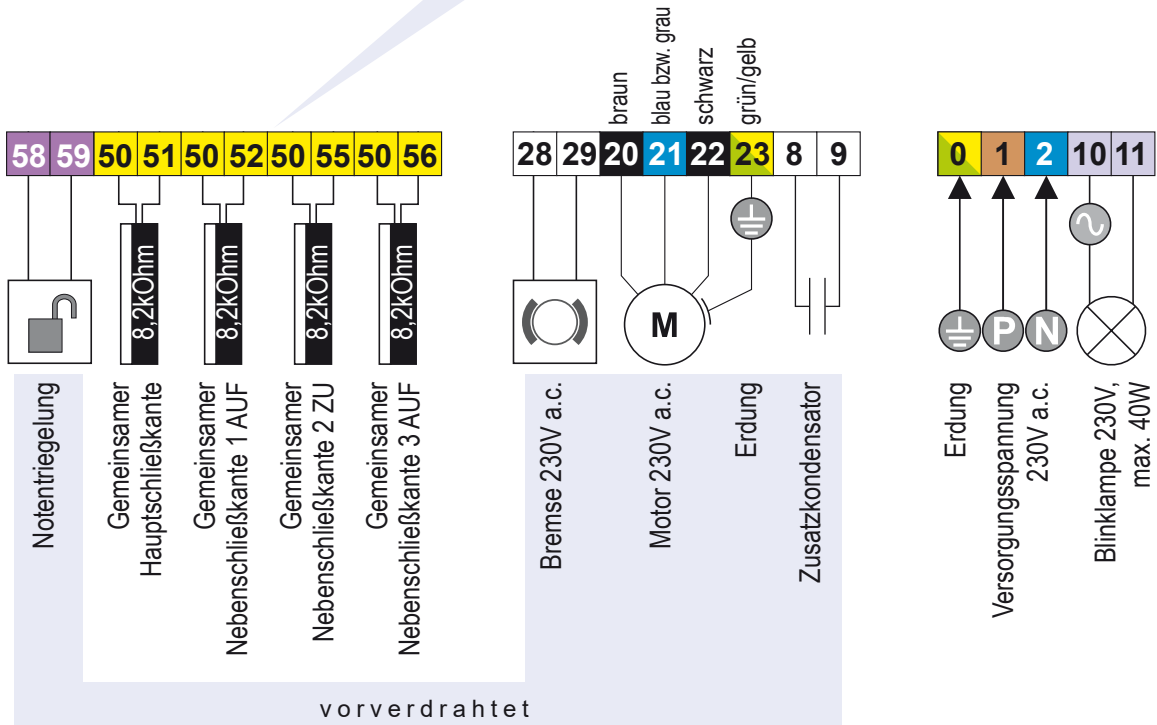 braun
blau bzw. grau
schwarz
grün/gelb
58 59 50 51 50 52 50 55 50 56
28 29 20 21 22 23 8 9
0 1 2 10 11
8,2kOhm
8,2kOhm
8,2kOhm
8,2kOhm
M
P
N
Notentriegelung
Gemeinsamer
Hauptschließkante
Gemeinsamer
Nebenschließkante 1 AUF
Gemeinsamer
Nebenschließkante 2 ZU
Gemeinsamer
Nebenschließkante 3 AUF
Bremse 230V a.c.
Motor 230V a.c.
Erdung
Zusatzkondensator
Erdung
Versorgungsspannung
230V a.c.
Blinklampe 230V,
max. 40W
vorverdrahtet